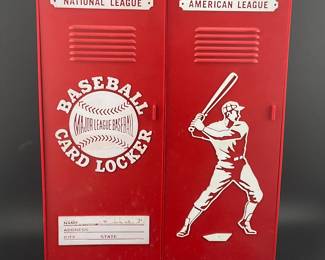 NATIONAL LEAGUE
AMERICAN LEAGUE
BASEBALL
MAJOR LEAGUE BASEBALL
CARD LOCKER
NAME
ADDRESS
CITY STATE